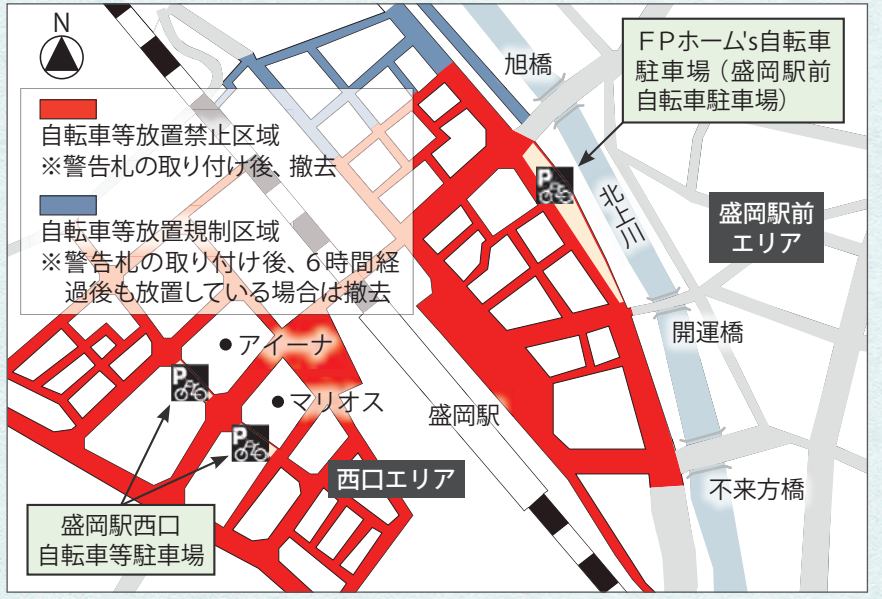 N
自転車等放置禁止区域
※警告札の取り付け後、撤去
自転車等放置規制区域
※警告札の取り付け後、６時間経
過後も放置している場合は撤去
旭橋
ＦＰホーム's自転車
駐車場（盛岡駅前
自転車駐車場）
P
北上川
盛岡駅前
エリア
開運橋
アイーナ
P
マリオス
盛岡駅
P
西口エリア
不来方橋
盛岡駅西口
自転車等駐車場